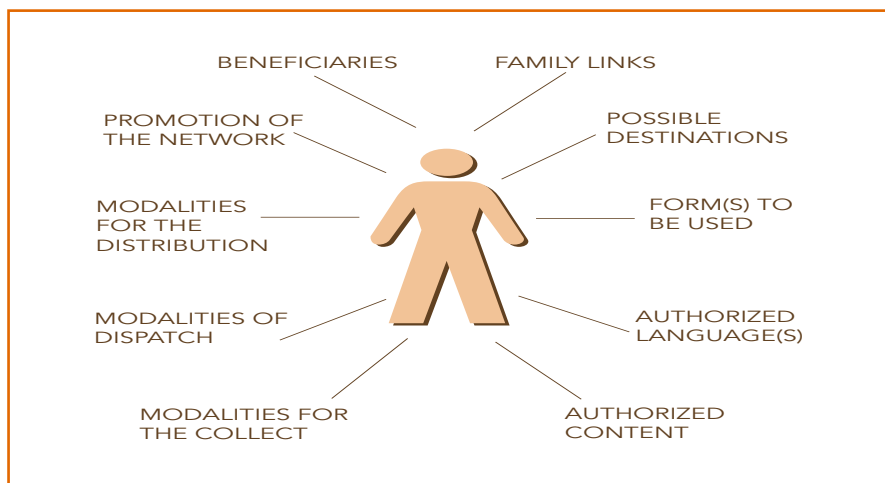 BENEFICIARIES
FAMILY LINKS
PROMOTION OF
THE NETWORK
POSSIBLE
DESTINATIONS
MODALITIES
FOR THE
DISTRIBUTION
FORM(S) TO
BE USED
MODALITIES OF
DISPATCH
AUTHORIZED
LANGUAGE(S)
MODALITIES FOR
THE COLLECT
AUTHORIZED
CONTENT